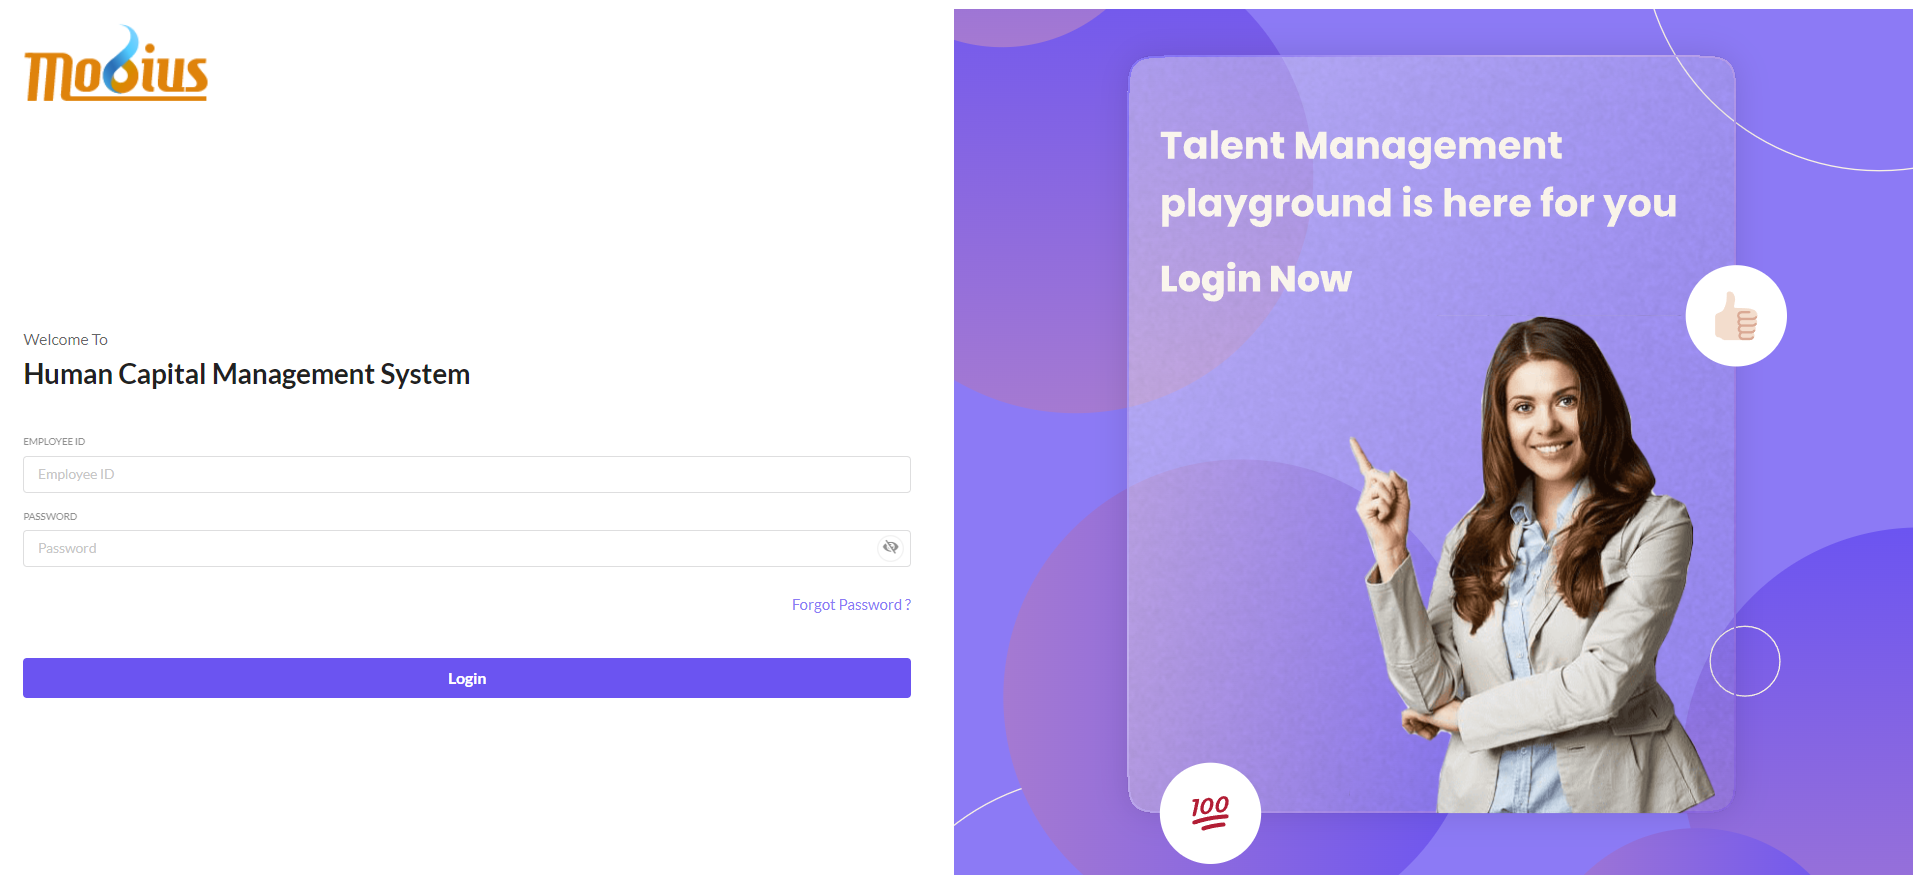 Mobius
Welcome To
Human Capital Management System
EMPLOYEE ID
Employee ID
PASSWORD
Password
Forgot Password ?
Login
Talent Management
playground is here for you
Login Now
100